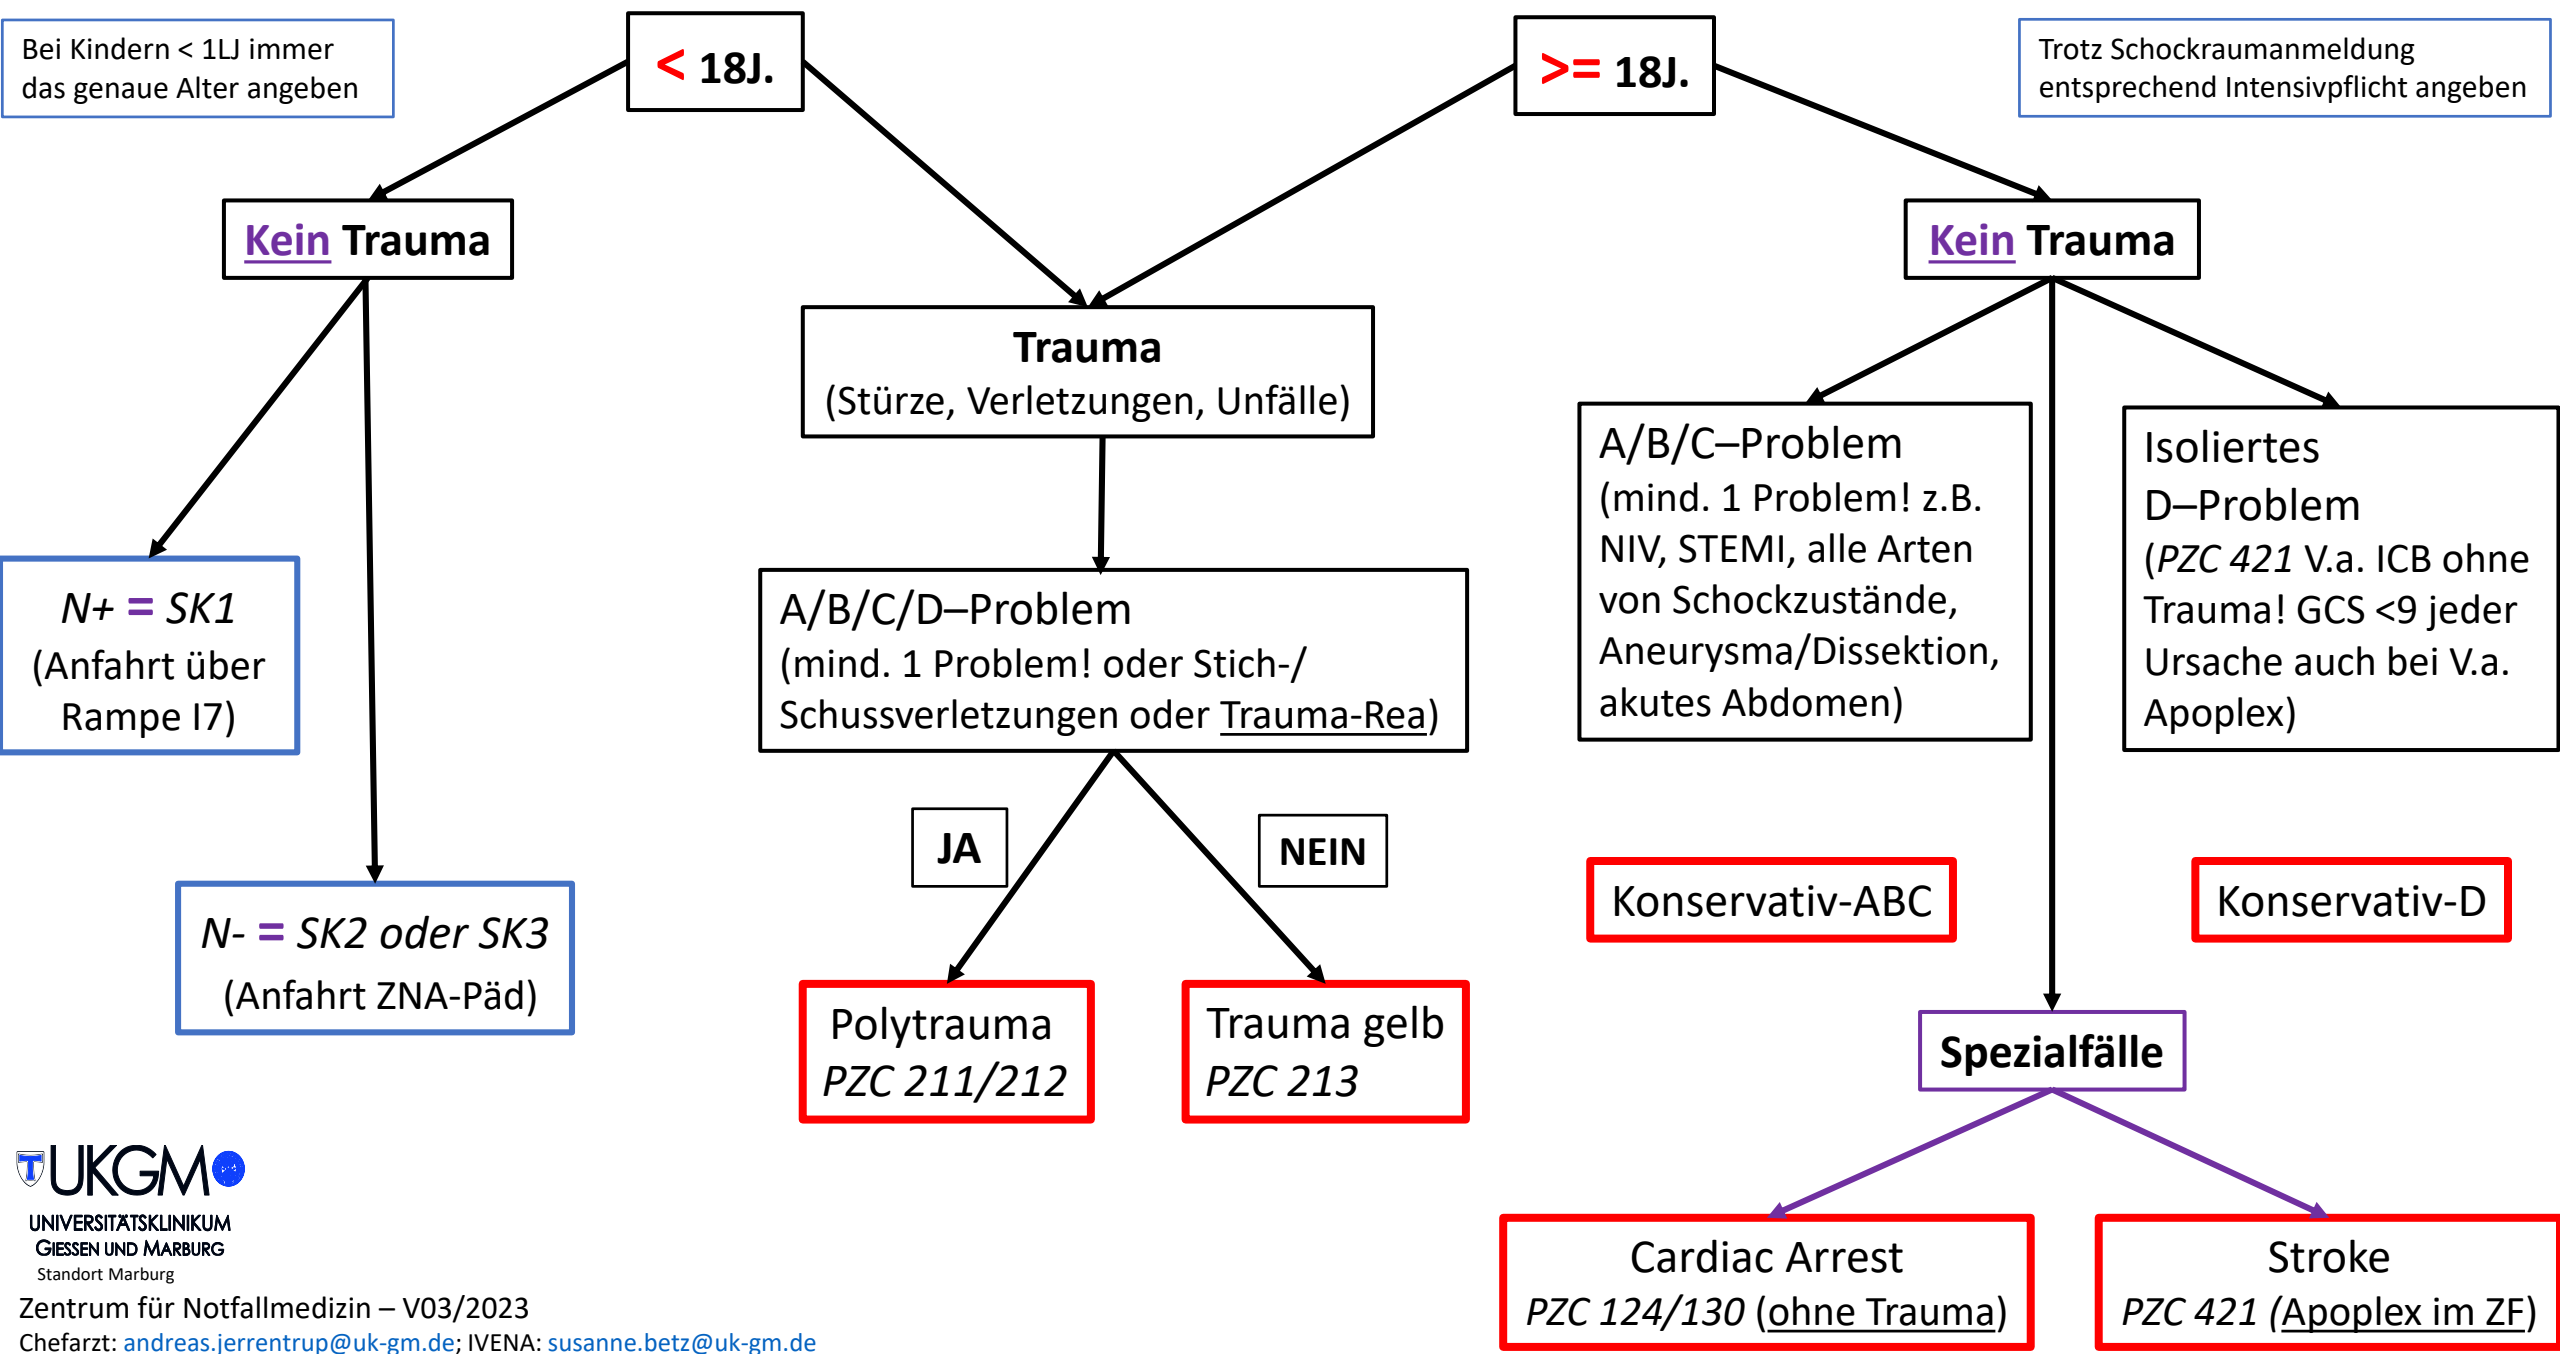 Bei Kindern < 1LJ immer
das genaue Alter angeben
< 18J.
>= 18J.
Trotz Schockraumanmeldung
entsprechend Intensivpflicht angeben
Kein Trauma
Kein Trauma
Trauma
(Stürze, Verletzungen, Unfälle)
A/B/C–Problem
(mind. 1 Problem! z.B.
NIV, STEMI, alle Arten
von Schockzustände,
Aneurysma/Dissektion,
akutes Abdomen)
Isoliertes
D–Problem
(PZC 421 V.a. ICB ohne
Trauma! GCS <9 jeder
Ursache auch bei V.a.
Apoplex)
N+ = SK1
(Anfahrt über
Rampe I7)
A/B/C/D–Problem
(mind. 1 Problem! oder Stich-/
Schussverletzungen oder Trauma-Rea)
JA
NEIN
Konservativ-ABC
Konservativ-D
N- = SK2 oder SK3
(Anfahrt ZNA-Päd)
Polytrauma
PZC 211/212
Trauma gelb
PZC 213
Spezialfälle
Cardiac Arrest
PZC 124/130 (ohne Trauma)
Stroke
PZC 421 (Apoplex im ZF)
UKGM
UNIVERSITÄTSKLINIKUM
GIESSEN UND MARBURG
Standort Marburg
Zentrum für Notfallmedizin – V03/2023
Chefarzt: andreas.jerrentrup@uk-gm.de; IVENA: susanne.betz@uk-gm.de